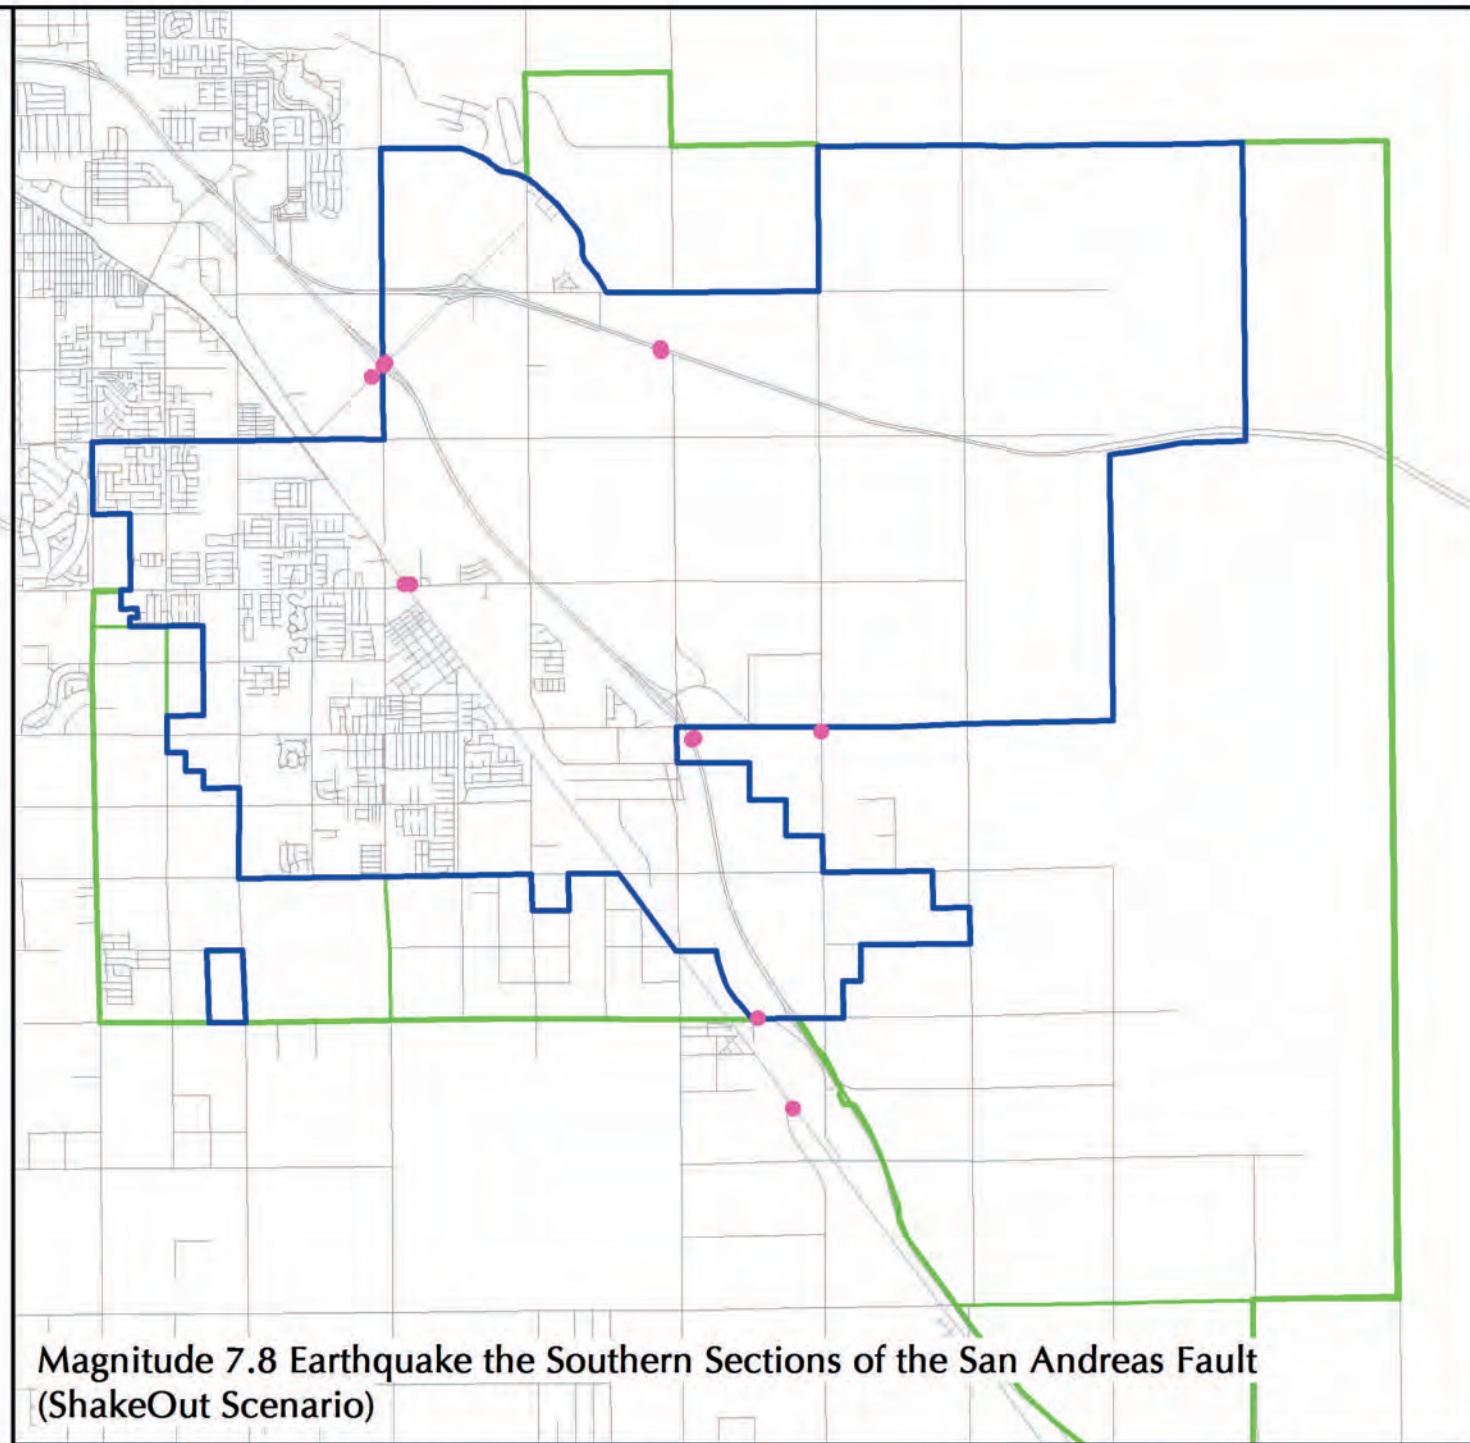 Magnitude 7.8 Earthquake the Southern Sections of the San Andreas Fault
(ShakeOut Scenario)